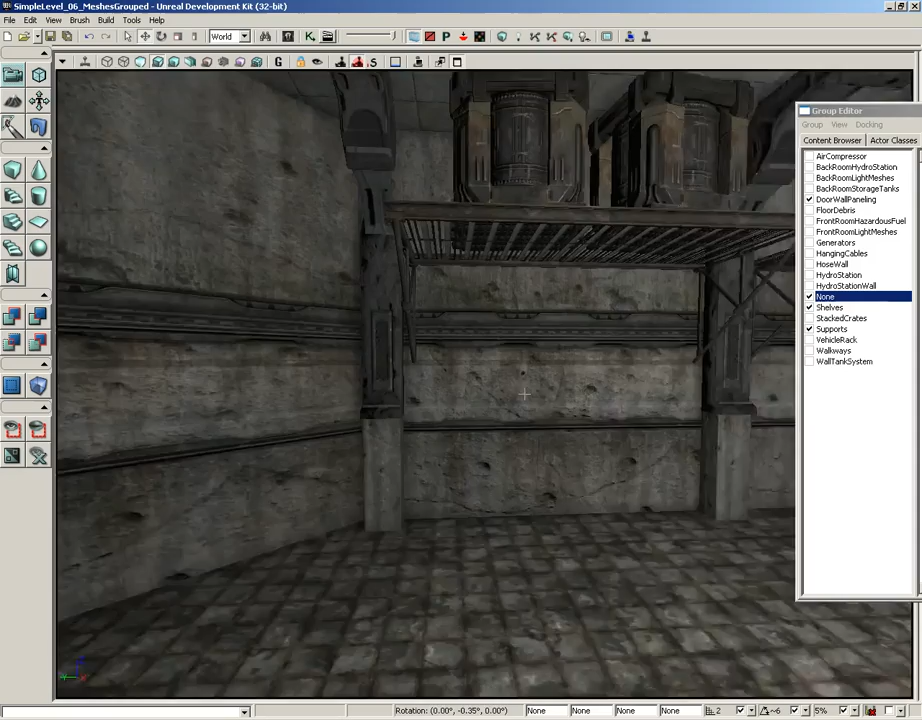 SimpleLevel_06_MeshesGrouped - Unreal Development Kit (32-bit)
File Edit View Brush Build Tools Help
World
G
P
K
S
Group Editor
Group View Docking
Content Browser Actor Classes
AirCompressor
BackRoomHydroStation
BackRoomLightMeshes
BackRoomStorageTanks
DoorWallPaneling
FloorDebris
FrontRoomHazardousFuel
FrontRoomLightMeshes
Generators
HangingCables
HoseWall
HydroStation
HydroStationWall
None
Shelves
StackedCrates
Supports
VehicleRack
Walkways
WallTankSystem
Rotation: (0.00°, -0.35°, 0.00°) None None None None 2 ~6 5%